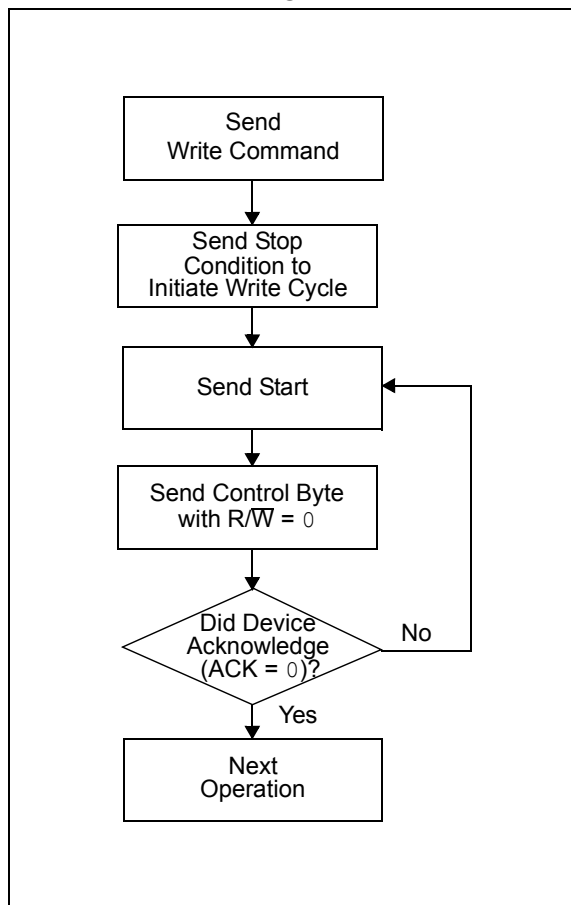 Send
Write Command
Send Stop
Condition to
Initiate Write Cycle
Send Start
Send Control Byte
with R/W̅ = 0
Did Device
Acknowledge
(ACK = 0)?
No
Yes
Next
Operation